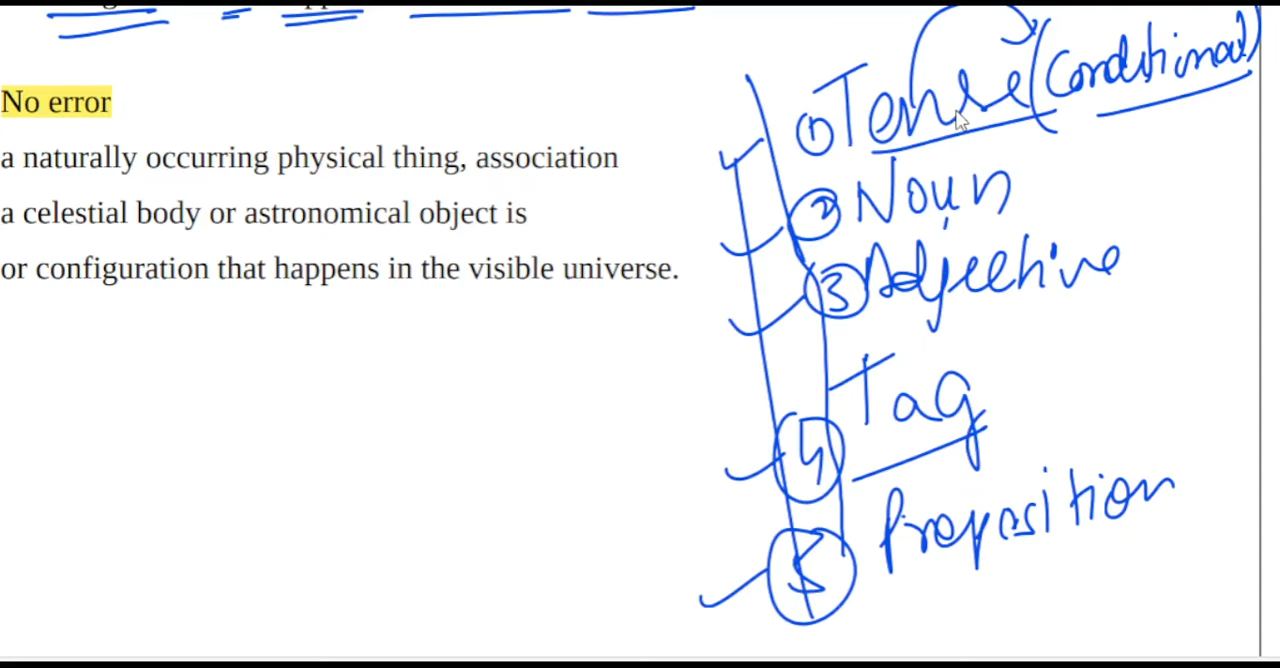 No error
a naturally occurring physical thing, association
a celestial body or astronomical object is
or configuration that happens in the visible universe.
① Tense (Conditional)
② Noun
③ Adjective
④ Tag
⑤ Preposition